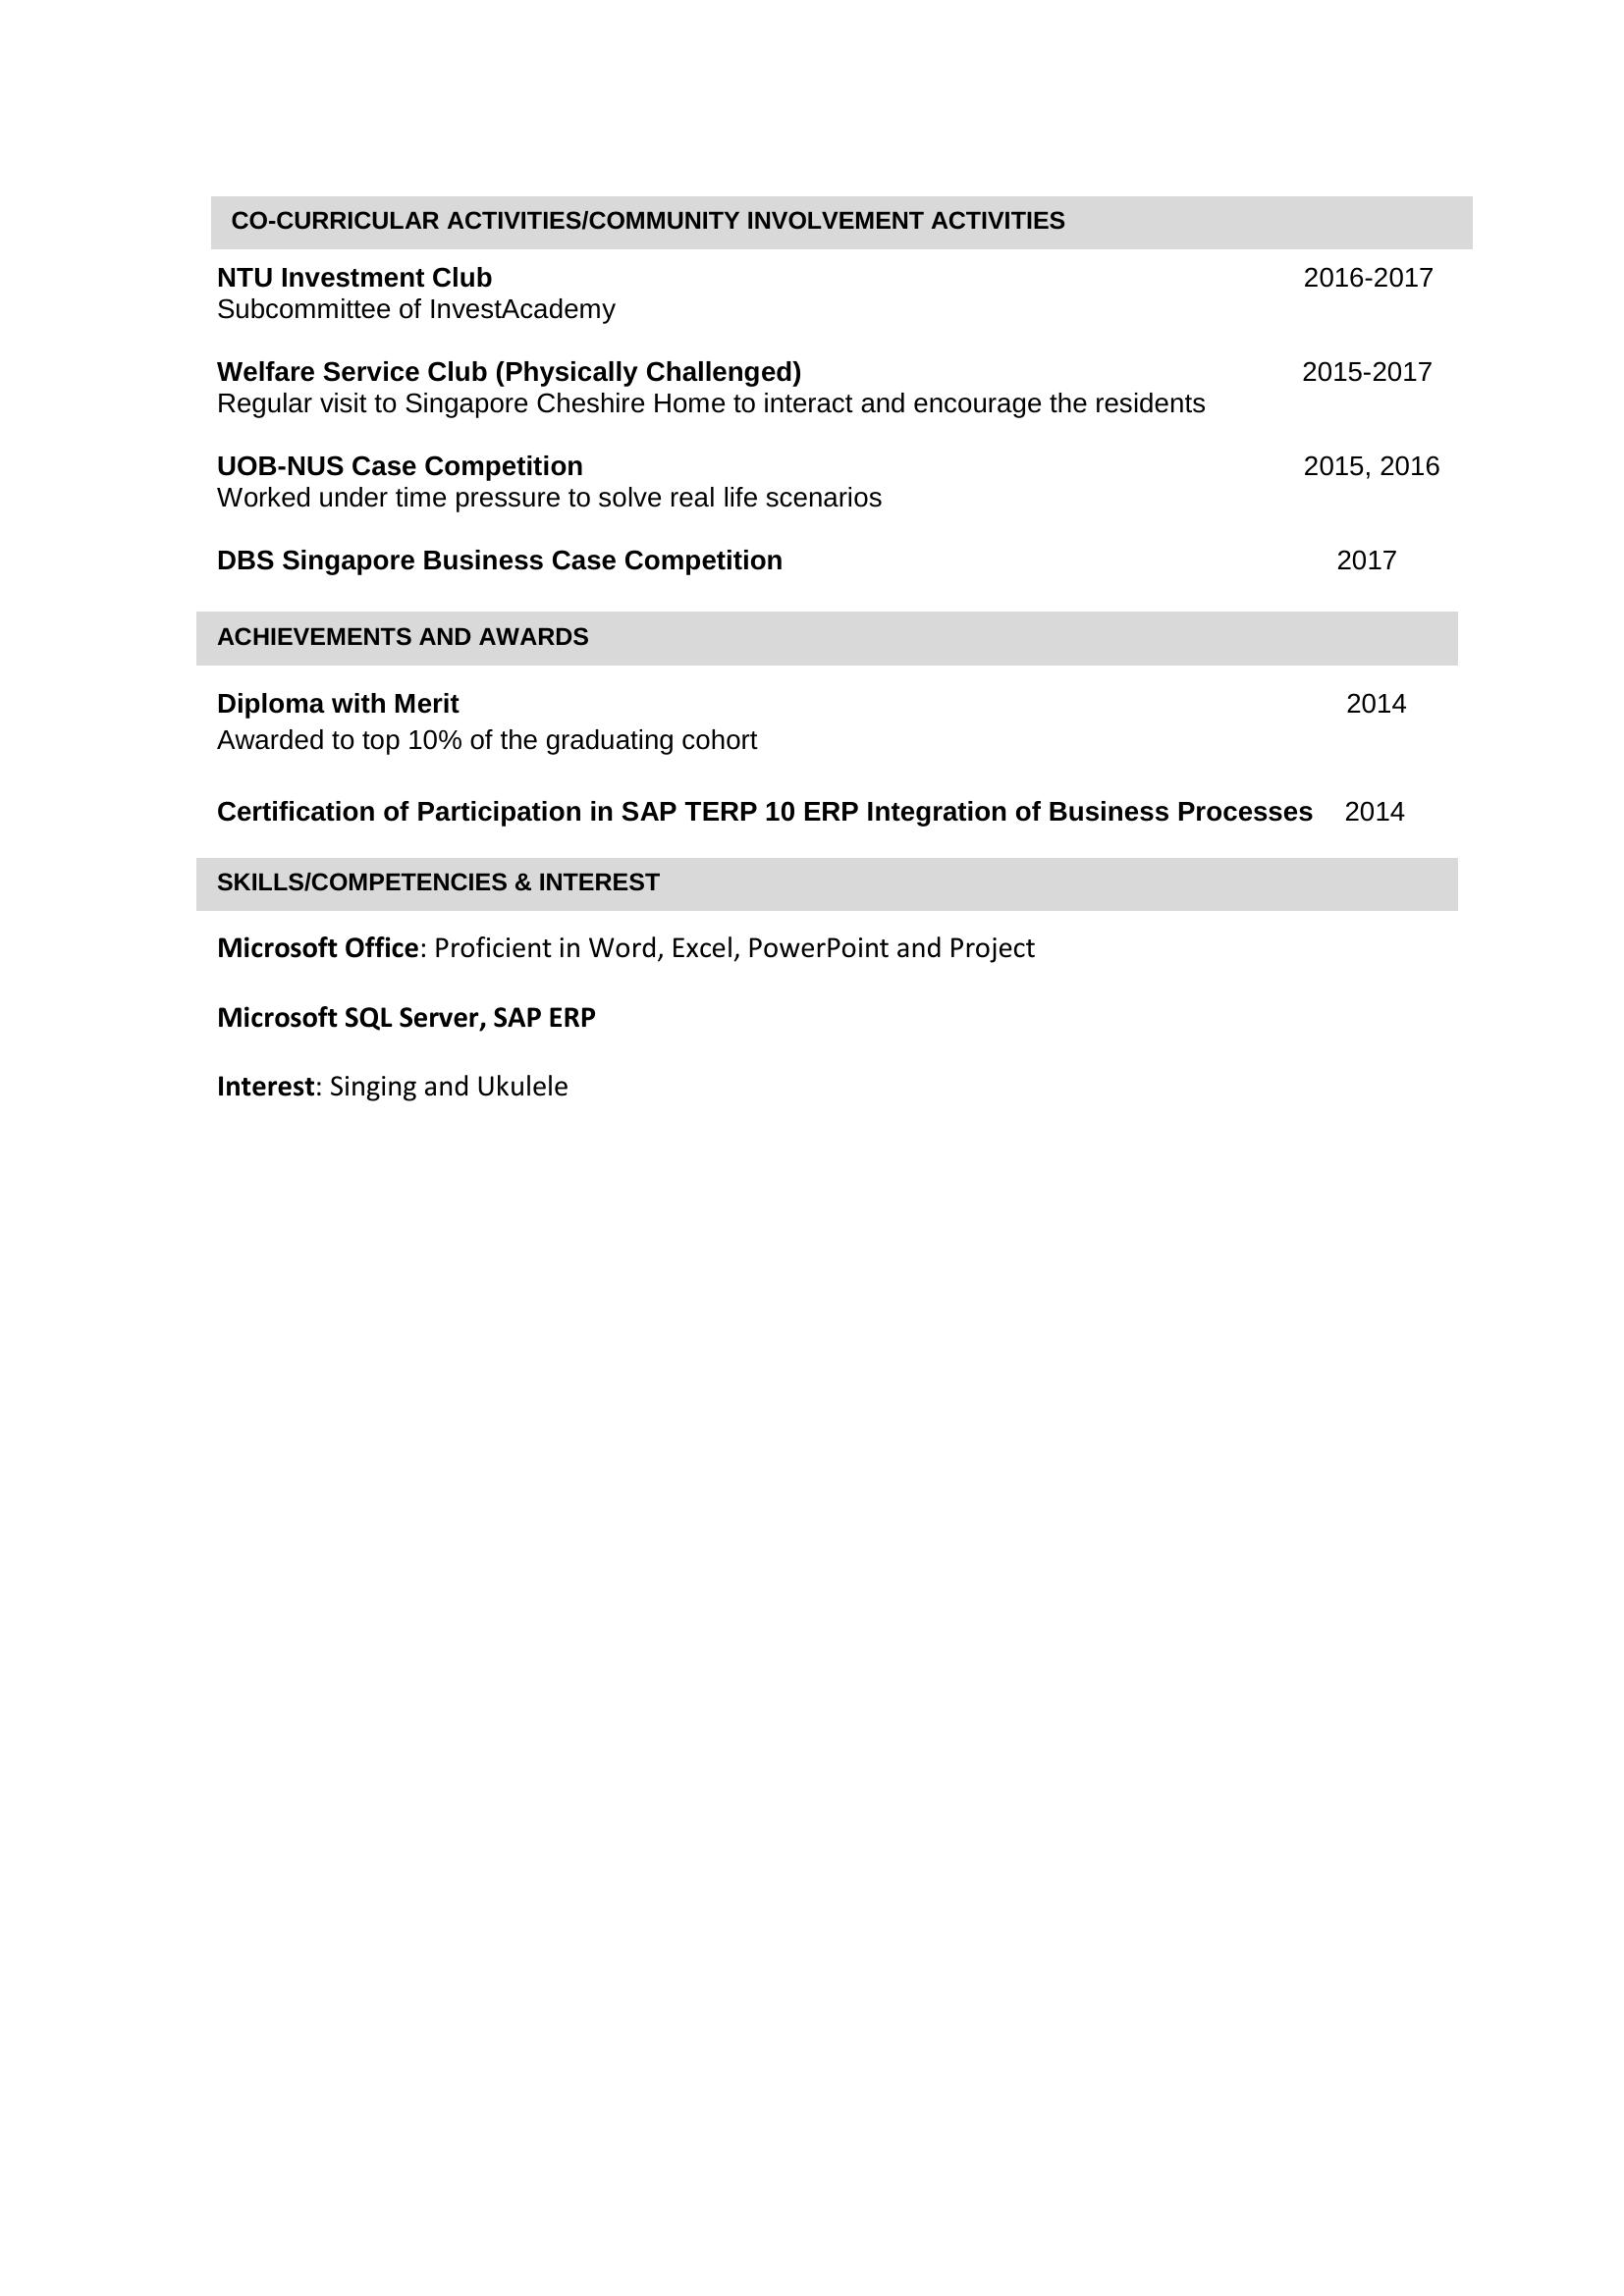 CO-CURRICULAR ACTIVITIES/COMMUNITY INVOLVEMENT ACTIVITIES
NTU Investment Club 2016-2017
Subcommittee of InvestAcademy
Welfare Service Club (Physically Challenged) 2015-2017
Regular visit to Singapore Cheshire Home to interact and encourage the residents
UOB-NUS Case Competition 2015, 2016
Worked under time pressure to solve real life scenarios
DBS Singapore Business Case Competition 2017
ACHIEVEMENTS AND AWARDS
Diploma with Merit 2014
Awarded to top 10% of the graduating cohort
Certification of Participation in SAP TERP 10 ERP Integration of Business Processes 2014
SKILLS/COMPETENCIES & INTEREST
Microsoft Office: Proficient in Word, Excel, PowerPoint and Project
Microsoft SQL Server, SAP ERP
Interest: Singing and Ukulele